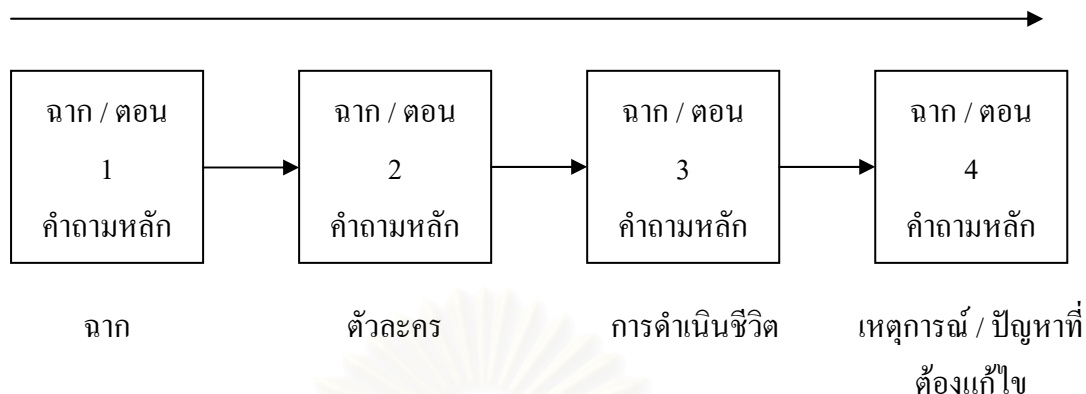 ฉาก / ตอน
1
คำถามหลัก
ฉาก / ตอน
2
คำถามหลัก
ฉาก / ตอน
3
คำถามหลัก
ฉาก / ตอน
4
คำถามหลัก
ฉาก
ตัวละคร
การดำเนินชีวิต
เหตุการณ์ / ปัญหาที่
ต้องแก้ไข